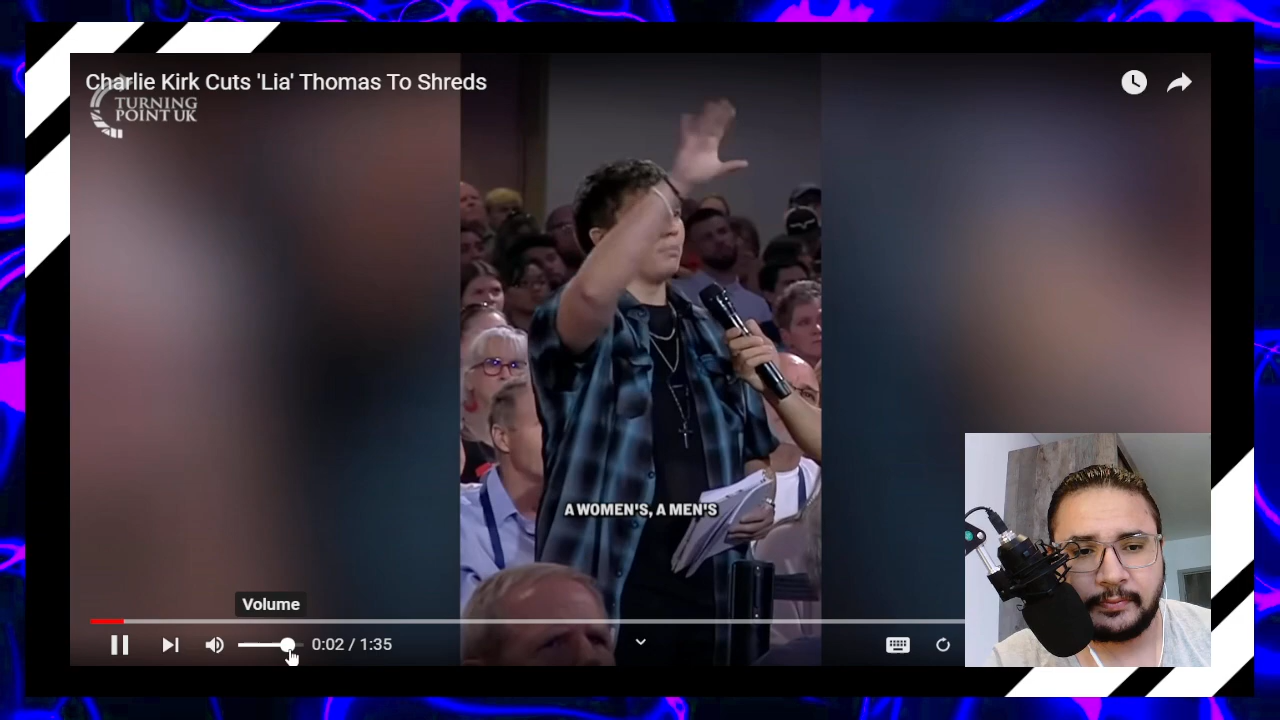 Charlie Kirk Cuts 'Lia' Thomas To Shreds
TURNING
POINT UK
A WOMEN'S, A MEN'S
Volume
0:02 / 1:35